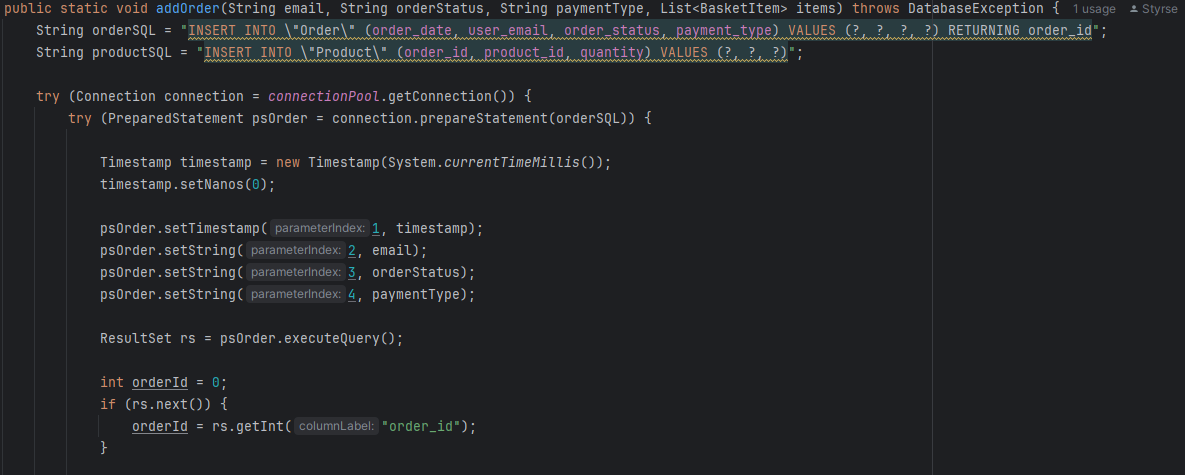 public static void addOrder(String email, String orderStatus, String paymentType, List<BasketItem> items) throws DatabaseException { 1 usage Styrse
String orderSQL = "INSERT INTO \"Order\" (order_date, user_email, order_status, payment_type) VALUES (?, ?, ?, ?) RETURNING order_id";
String productSQL = "INSERT INTO \"Product\" (order_id, product_id, quantity) VALUES (?, ?, ?)";
try (Connection connection = connectionPool.getConnection()) {
try (PreparedStatement psOrder = connection.prepareStatement(orderSQL)) {
Timestamp timestamp = new Timestamp(System.currentTimeMillis());
timestamp.setNanos(0);
psOrder.setTimestamp( parameterIndex: 1, timestamp);
psOrder.setString( parameterIndex: 2, email);
psOrder.setString( parameterIndex: 3, orderStatus);
psOrder.setString( parameterIndex: 4, paymentType);
ResultSet rs = psOrder.executeQuery();
int orderId = 0;
if (rs.next()) {
orderId = rs.getInt( columnLabel: "order_id");
}